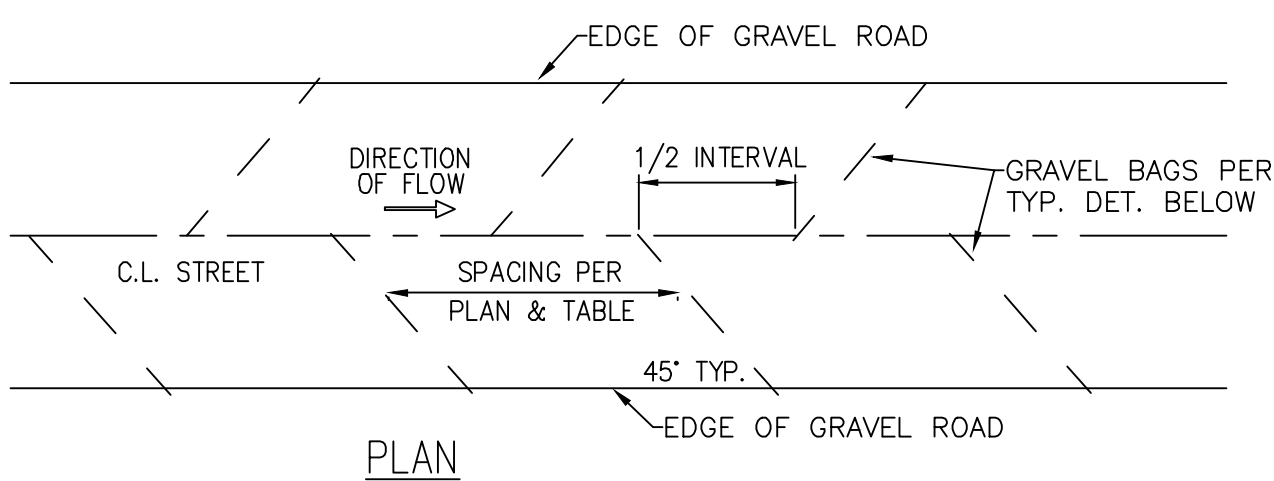 EDGE OF GRAVEL ROAD
DIRECTION
OF FLOW
1/2 INTERVAL
GRAVEL BAGS PER
TYP. DET. BELOW
C.L. STREET
SPACING PER
PLAN & TABLE
45° TYP.
EDGE OF GRAVEL ROAD
PLAN